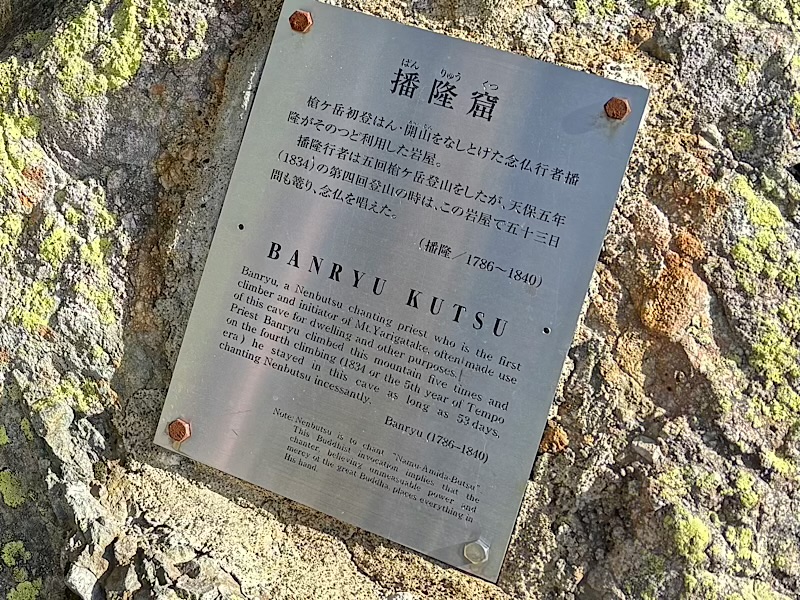 はん りゅう くつ
播隆窟
槍ケ岳初登はん・開山をなしとげた念仏行者播
隆がそのつど利用した岩屋。
播隆行者は五回槍ケ岳登山をしたが、天保五年
(1834)の第四回登山の時は、この岩屋で五十三日
間も篭り、念仏を唱えた。
(播隆/1786~1840)
BANRYU KUTSU
Banryu, a Nenbutsu chanting priest who is the first
climber and initiator of Mt. Yarigatake, often made use
of this cave for dwelling and other purposes.
Priest Banryu climbed this mountain five times and
on the fourth climbing (1834 or the 5th year of Tempo
era) he stayed in this cave as long as 53 days,
chanting Nenbutsu incessantly.
Banryu (1786-1840)
Note: Nenbutsu is to chant "Namu-Amida-Butsu"
This Buddhist invocation implies that the
chanter, believing unmeasuable power and
mercy of the great Buddha, places everything in
His hand.